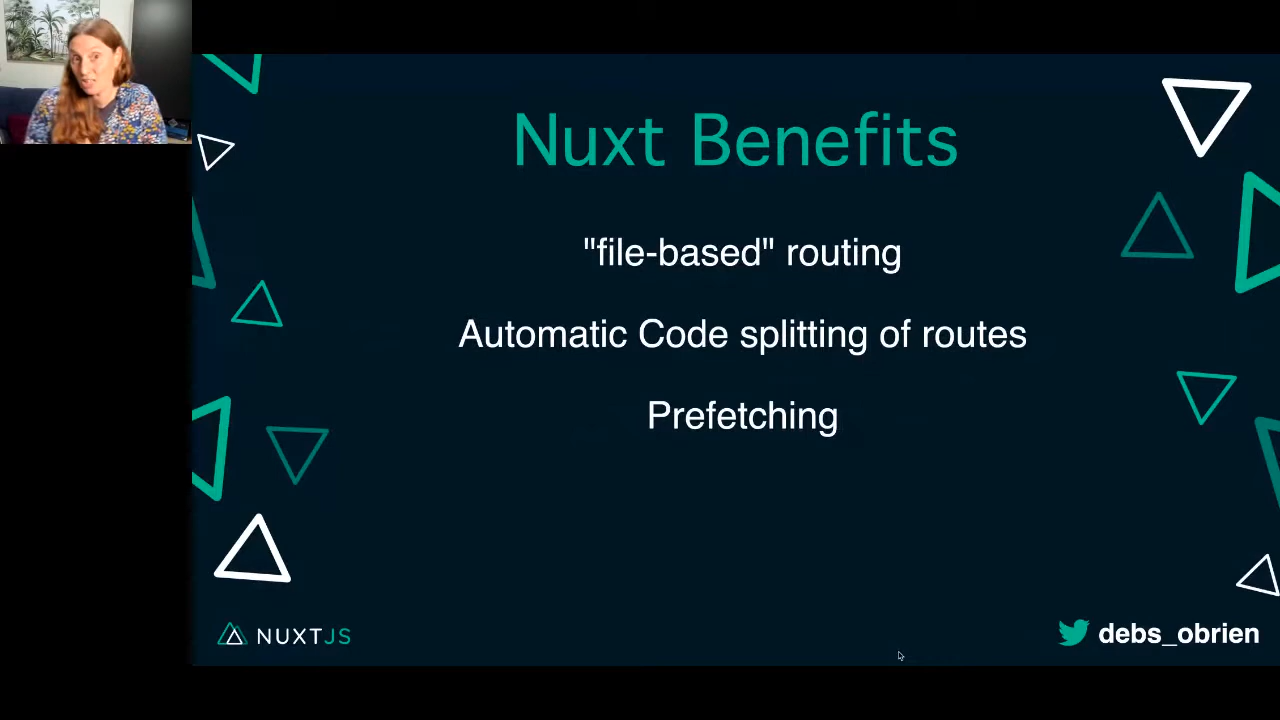 Nuxt Benefits
"file-based" routing
Automatic Code splitting of routes
Prefetching
NUXTJS
debs_obrien